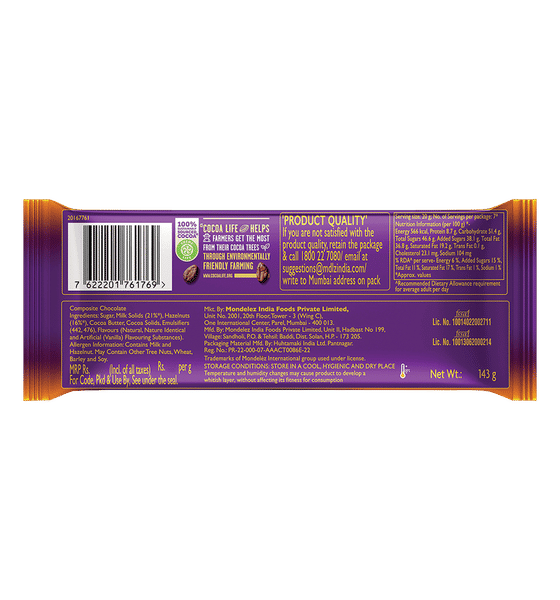 20167761
7 622201 761769 >
100%
SUSTAINABLY
SOURCED
COCOA
COCOA LIFE HELPS
FARMERS GET THE MOST
FROM THEIR COCOA TREES
THROUGH ENVIRONMENTALLY
FRIENDLY FARMING
WWW.COCOALIFE.ORG
'PRODUCT QUALITY'
If you are not satisfied with the
product quality, retain the package
& call 1800 22 7080/ email at
suggestions@mdlzindia.com/
write to Mumbai address on pack
Serving size: 20 g; No. of Servings per package: 7*
Nutrition Information (per 100 g) *:
Energy 566 kcal, Protein 8.7 g, Carbohydrate 51.4 g,
Total Sugars 46.6 g, Added Sugars 38.1 g, Total Fat
36.8 g, Saturated Fat 19.2 g, Trans Fat 0.1 g,
Cholesterol 23.1 mg, Sodium 104 mg
% RDA* per serve- Energy 6 %, Added Sugars 15 %,
Total Fat 11 %, Saturated Fat 17 %, Trans Fat 1 %, Sodium 1 %
*Approx. values
*Recommended Dietary Allowance requirement
for average adult per day
Composite Chocolate
Ingredients: Sugar, Milk Solids (21%*), Hazelnuts
(16%*), Cocoa Butter, Cocoa Solids, Emulsifiers
(442, 476), Flavours (Natural, Nature Identical
and Artificial (Vanilla) Flavouring Substances).
Allergen Information: Contains Milk and
Hazelnut. May Contain Other Tree Nuts, Wheat,
Barley and Soy.
MRP Rs. (Incl. of all taxes) Rs. per g
For Code, Pkd & Use By, See under the seal.
Mkt. By: Mondelez India Foods Private Limited,
Unit No. 2001, 20th Floor, Tower - 3 (Wing C),
One International Center, Parel, Mumbai - 400 013.
Mfd. By: Mondelez India Foods Private Limited, Unit II, Hadbast No 199,
Village: Sandholi, P.O. & Tehsil: Baddi, Dist. Solan, H.P. - 173 205.
Packaging Material Mfg. By: Huhtamaki India Ltd. Pantnagar.
Reg. No.: PR-22-000-07-AAACT0086E-22
Trademarks of Mondelēz International group used under license.
STORAGE CONDITIONS: STORE IN A COOL, HYGIENIC AND DRY PLACE
Temperature and humidity changes may cause product to develop a
whitish layer, without affecting its fitness for consumption
fssai
Lic. No. 10014022002711
fssai
Lic. No. 10013062000214
Net Wt.: 143 g